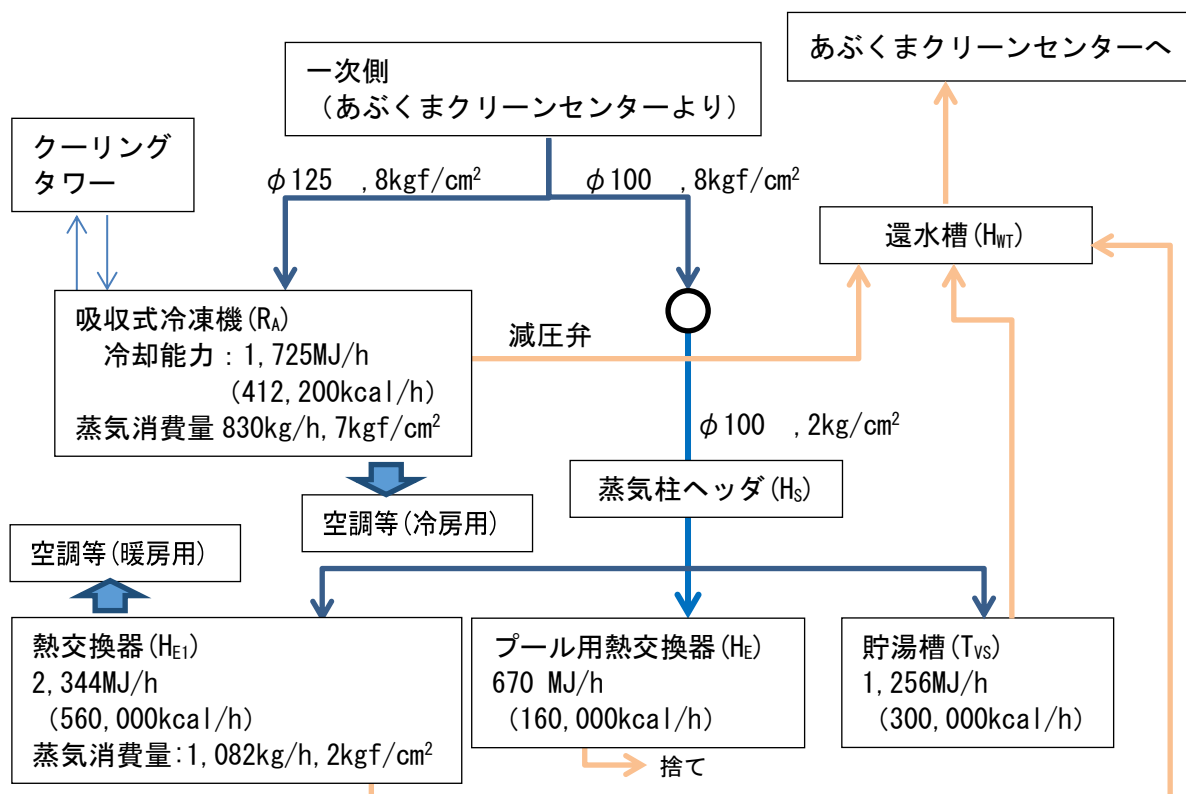 一次側
（あぶくまクリーンセンターより）
あぶくまクリーンセンターへ
クーリング
タワー
φ125 ,8kgf/cm²
φ100 ,8kgf/cm²
還水槽(H_WT)
吸収式冷凍機(R_A)
冷却能力：1,725MJ/h
(412,200kcal/h)
蒸気消費量 830kg/h,7kgf/cm²
減圧弁
φ100 ,2kg/cm²
蒸気柱ヘッダ(H_S)
空調等(冷房用)
空調等(暖房用)
熱交換器(H_E1)
2,344MJ/h
(560,000kcal/h)
蒸気消費量:1,082kg/h,2kgf/cm²
プール用熱交換器(H_E)
670 MJ/h
(160,000kcal/h)
捨て
貯湯槽(T_VS)
1,256MJ/h
(300,000kcal/h)